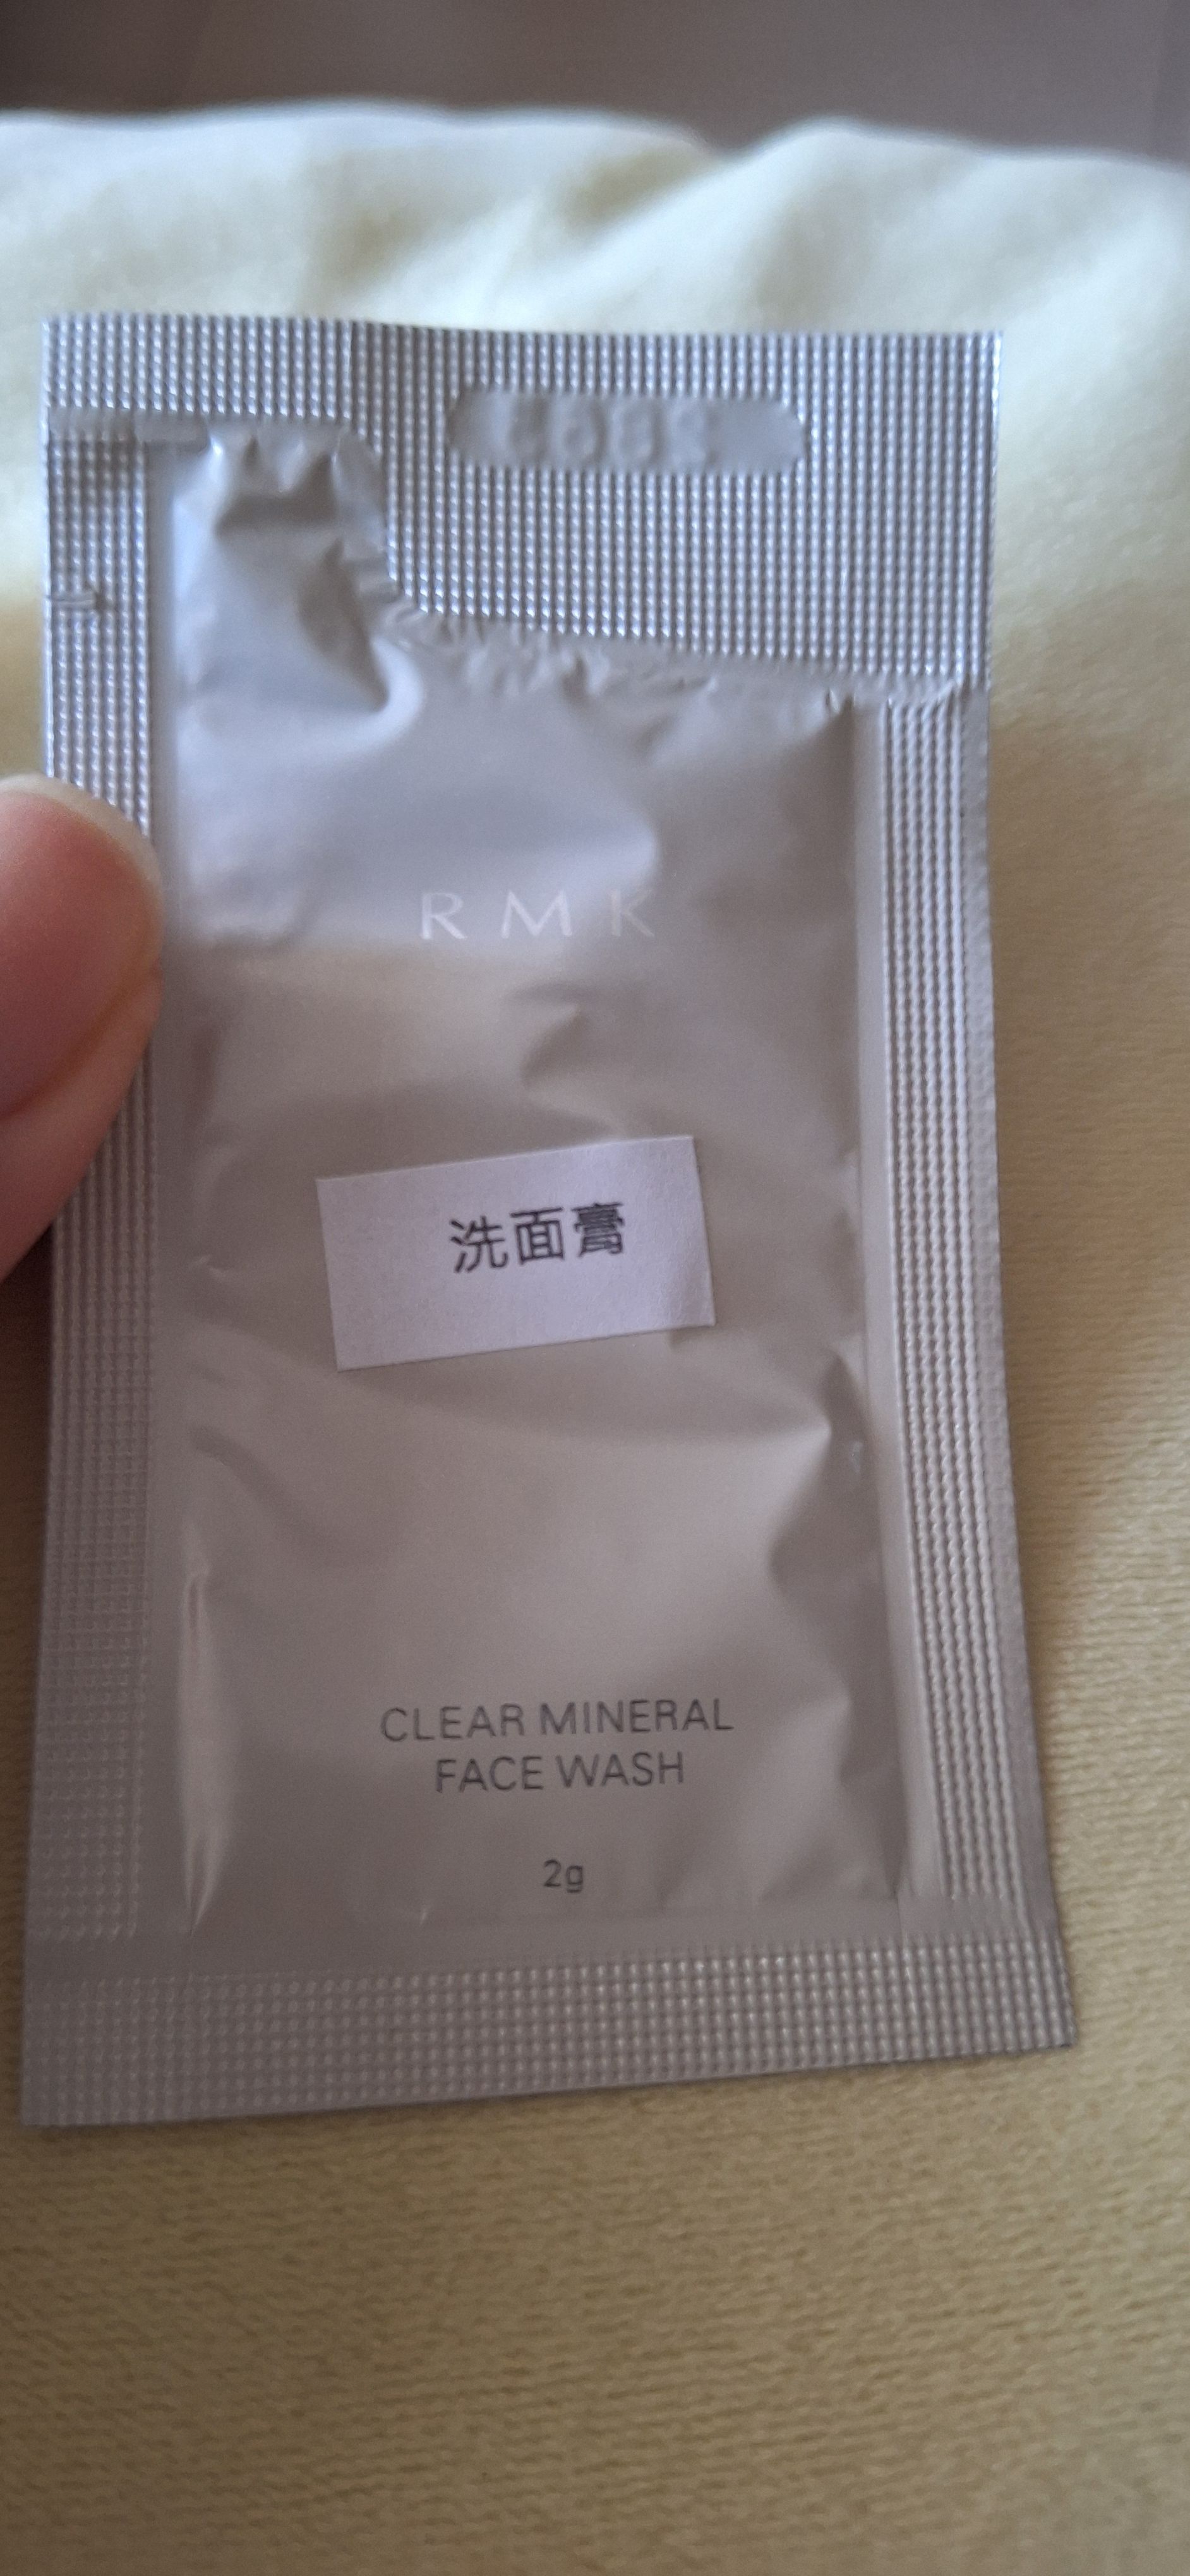 RMK
洗面膏
CLEAR MINERAL
FACE WASH
2g